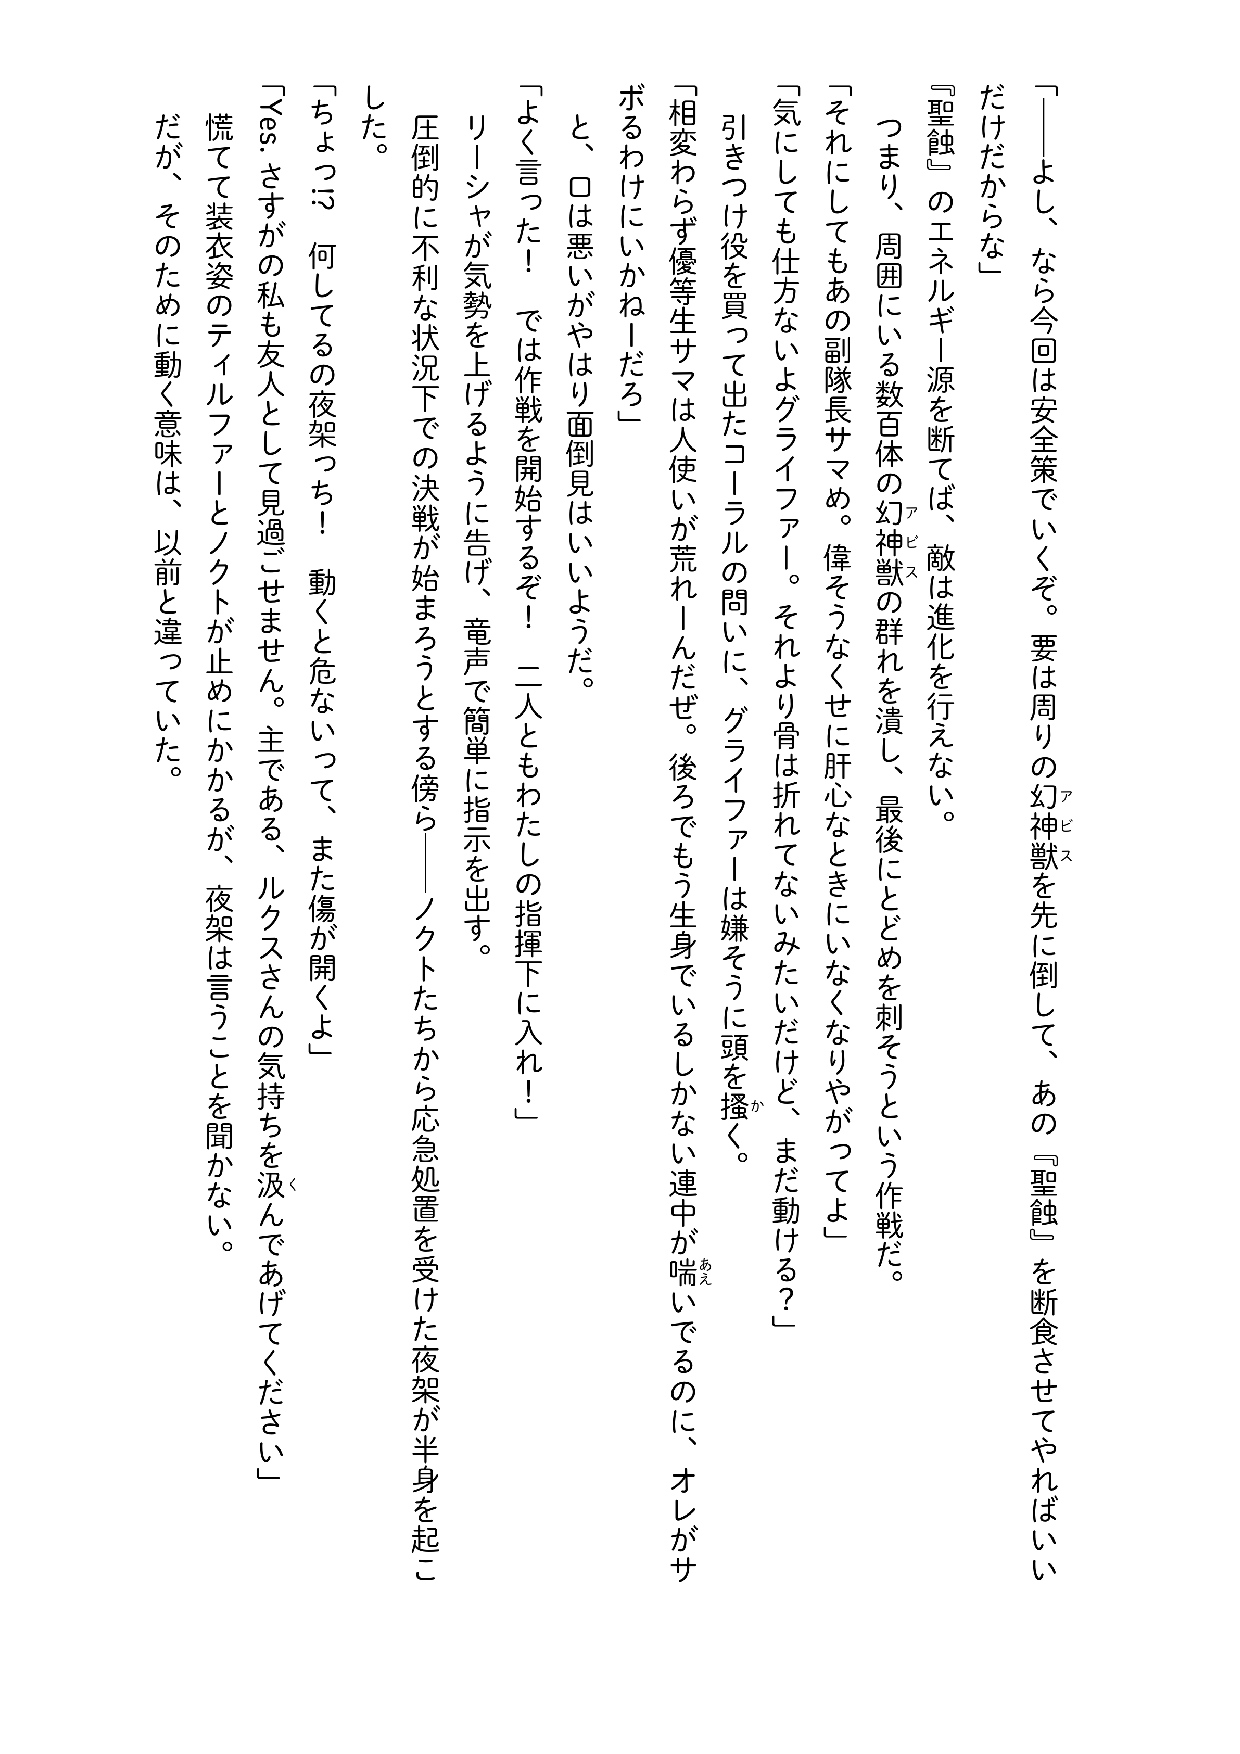 「――よし、なら今回は安全策でいくぞ。要は周りの幻神獣を先に倒して、あの『聖蝕』を断食させてやればいい
だけだからな」
『聖蝕』のエネルギー源を断てば、敵は進化を行えない。
つまり、周囲にいる数百体の幻神獣の群れを潰し、最後にとどめを刺そうという作戦だ。
「それにしてもあの副隊長サマめ。偉そうなくせに肝心なときにいなくなりやがってよ」
「気にしても仕方ないよグライファー。それより骨は折れてないみたいだけど、まだ動ける？」
引きつけ役を買って出たコーラルの問いに、グライファーは嫌そうに頭を掻く。
「相変わらず優等生サマは人使いが荒れーんだぜ。後ろでもう生身でいるしかない連中が喘いでるのに、オレがサ
ボるわけにいかねーだろ」
と、口は悪いがやはり面倒見はいいようだ。
「よく言った！　では作戦を開始するぞ！　二人ともわたしの指揮下に入れ！」
リーシャが気勢を上げるように告げ、竜声で簡単に指示を出す。
圧倒的に不利な状況下での決戦が始まろうとする傍ら――ノクトたちから応急処置を受けた夜架が半身を起こ
した。
「ちょっ!?　何してるの夜架っち！　動くと危ないって、また傷が開くよ」
「Yes. さすがの私も友人として見過ごせません。主である、ルクスさんの気持ちを汲んであげてください」
慌てて装衣姿のティルファーとノクトが止めにかかるが、夜架は言うことを聞かない。
だが、そのために動く意味は、以前と違っていた。